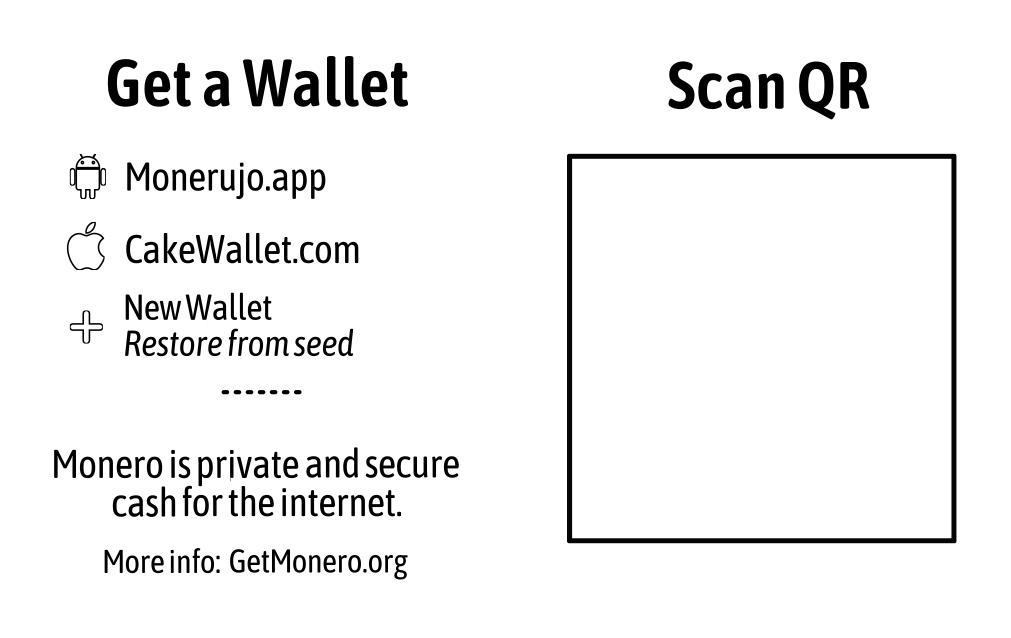 Get a Wallet
Monerujo.app
CakeWallet.com
New Wallet
Restore from seed
-------
Monero is private and secure
cash for the internet.
More info: GetMonero.org
Scan QR